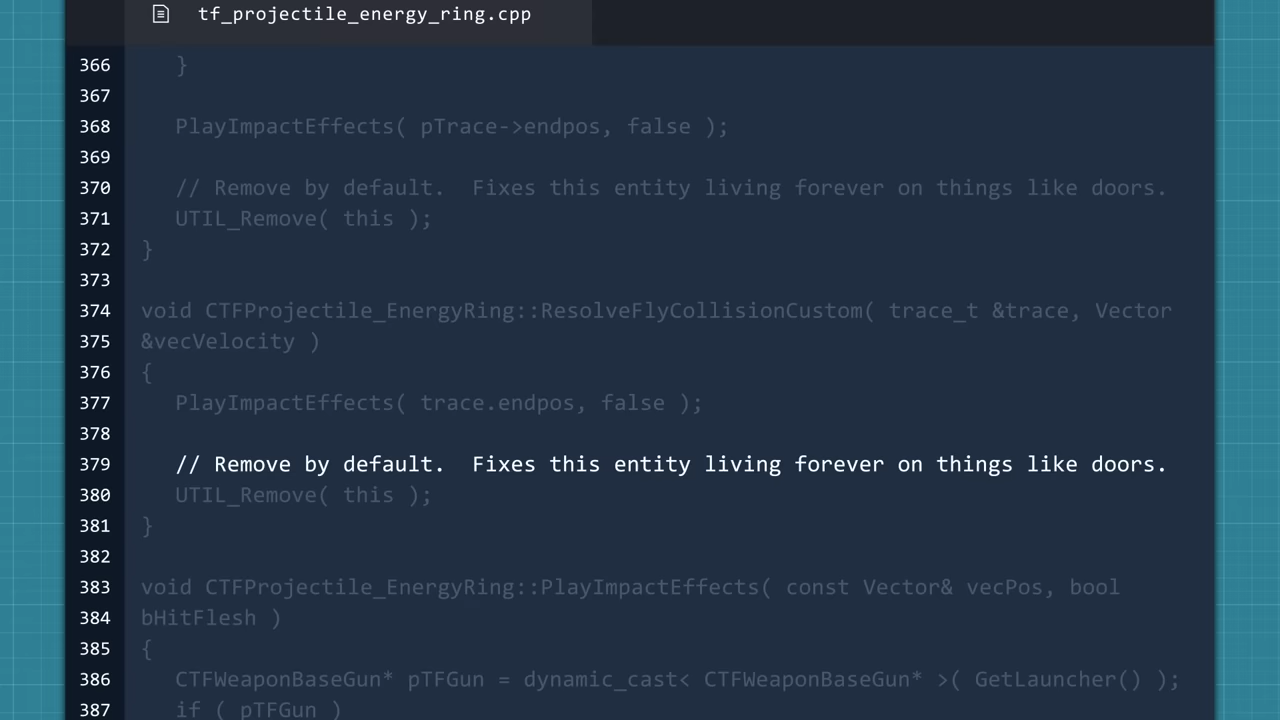 tf_projectile_energy_ring.cpp
366 }
367
368 PlayImpactEffects( pTrace->endpos, false );
369
370 // Remove by default.  Fixes this entity living forever on things like doors.
371 UTIL_Remove( this );
372 }
373
374 void CTFProjectile_EnergyRing::ResolveFlyCollisionCustom( trace_t &trace, Vector
375 &vecVelocity )
376 {
377 PlayImpactEffects( trace.endpos, false );
378
379 // Remove by default.  Fixes this entity living forever on things like doors.
380 UTIL_Remove( this );
381 }
382
383 void CTFProjectile_EnergyRing::PlayImpactEffects( const Vector& vecPos, bool
384 bHitFlesh )
385 {
386 CTFWeaponBaseGun* pTFGun = dynamic_cast< CTFWeaponBaseGun* >( GetLauncher() );
387 if ( pTFGun )